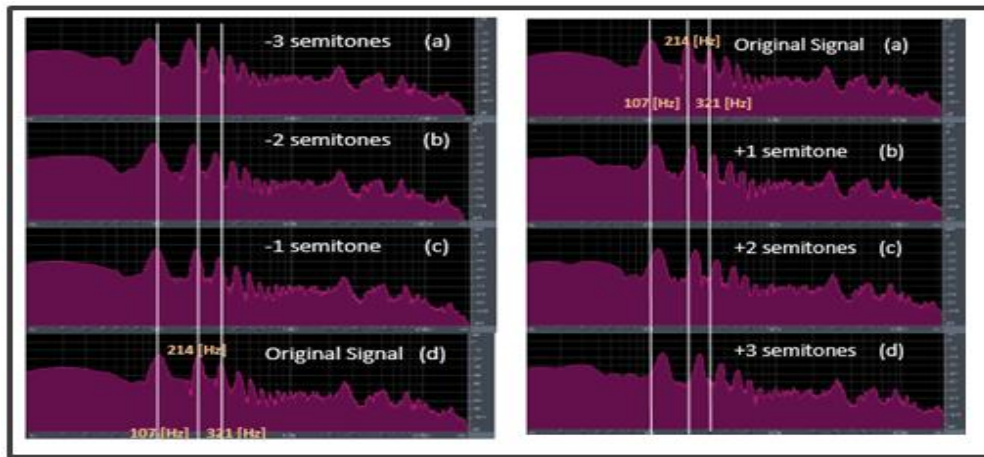 -3 semitones (a)
-2 semitones (b)
-1 semitone (c)
214 [Hz]
Original Signal (d)
107 [Hz] 321 [Hz]
214 [Hz] Original Signal (a)
107 [Hz] 321 [Hz]
+1 semitone (b)
+2 semitones (c)
+3 semitones (d)